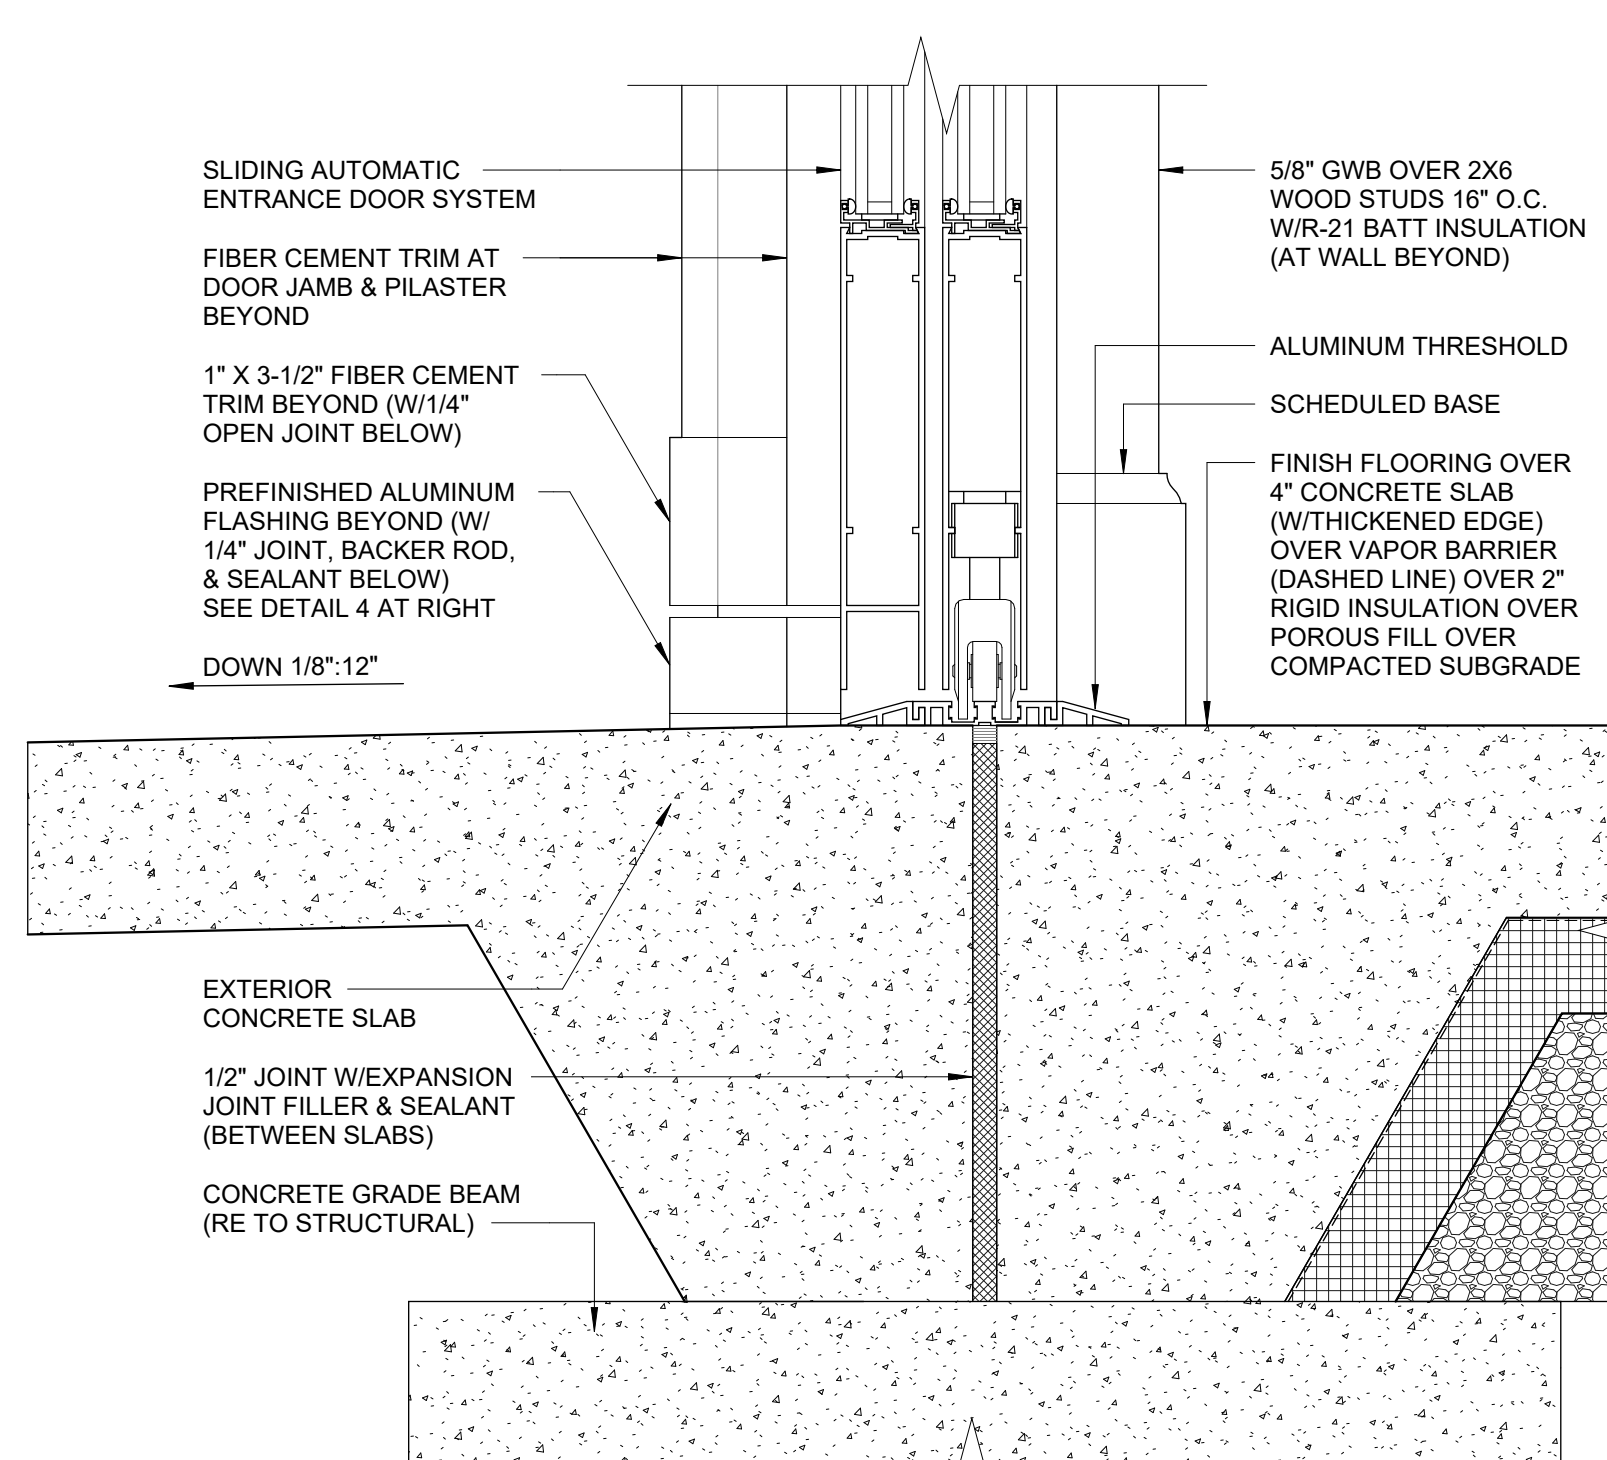 SLIDING AUTOMATIC
ENTRANCE DOOR SYSTEM
FIBER CEMENT TRIM AT
DOOR JAMB & PILASTER
BEYOND
1" X 3-1/2" FIBER CEMENT
TRIM BEYOND (W/1/4"
OPEN JOINT BELOW)
PREFINISHED ALUMINUM
FLASHING BEYOND (W/
1/4" JOINT, BACKER ROD,
& SEALANT BELOW)
SEE DETAIL 4 AT RIGHT
DOWN 1/8":12"
EXTERIOR
CONCRETE SLAB
1/2" JOINT W/EXPANSION
JOINT FILLER & SEALANT
(BETWEEN SLABS)
CONCRETE GRADE BEAM
(RE TO STRUCTURAL)
5/8" GWB OVER 2X6
WOOD STUDS 16" O.C.
W/R-21 BATT INSULATION
(AT WALL BEYOND)
ALUMINUM THRESHOLD
SCHEDULED BASE
FINISH FLOORING OVER
4" CONCRETE SLAB
(W/THICKENED EDGE)
OVER VAPOR BARRIER
(DASHED LINE) OVER 2"
RIGID INSULATION OVER
POROUS FILL OVER
COMPACTED SUBGRADE